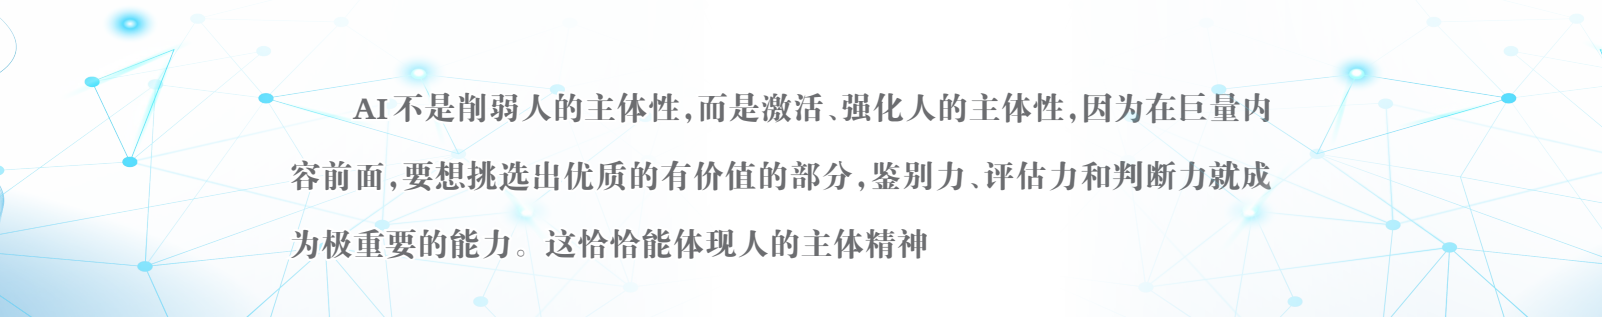 AI不是削弱人的主体性,而是激活、强化人的主体性,因为在巨量内
容前面,要想挑选出优质的有价值的部分,鉴别力、评估力和判断力就成
为极重要的能力。这恰恰能体现人的主体精神